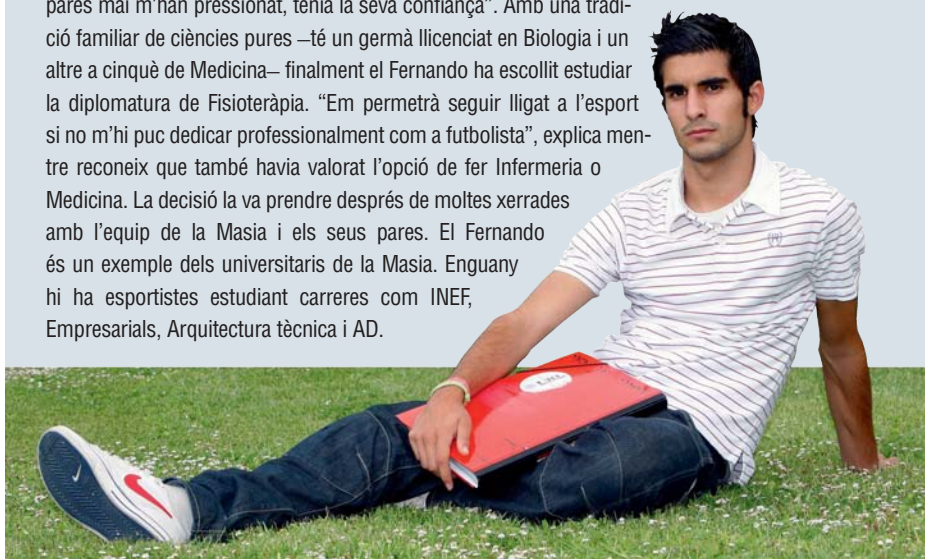 pares mai m'han pressionat, tenia la seva confiança”. Amb una tradi-
ció familiar de ciències pures –té un germà llicenciat en Biologia i un
altre a cinquè de Medicina– finalment el Fernando ha escollit estudiar
la diplomatura de Fisioteràpia. “Em permetrà seguir lligat a l'esport
si no m'hi puc dedicar professionalment com a futbolista”, explica men-
tre reconeix que també havia valorat l'opció de fer Infermeria o
Medicina. La decisió la va prendre després de moltes xerrades
amb l'equip de la Masia i els seus pares. El Fernando
és un exemple dels universitaris de la Masia. Enguany
hi ha esportistes estudiant carreres com INEF,
Empresarials, Arquitectura tècnica i AD.